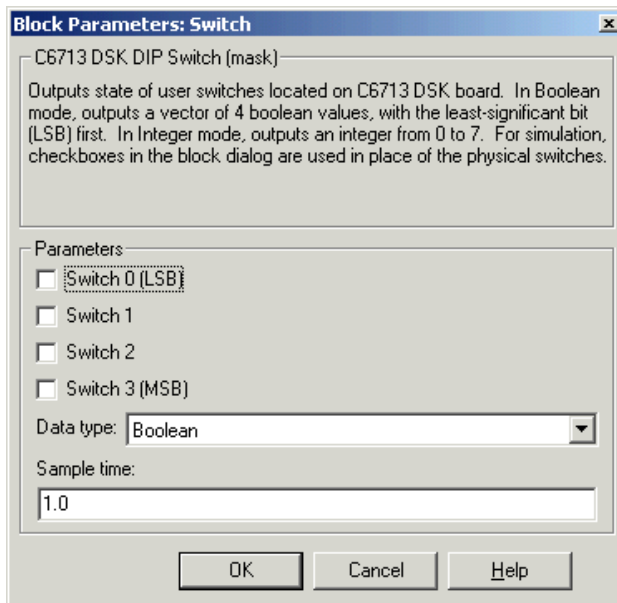 Block Parameters: Switch
C6713 DSK DIP Switch (mask)
Outputs state of user switches located on C6713 DSK board. In Boolean
mode, outputs a vector of 4 boolean values, with the least-significant bit
(LSB) first. In Integer mode, outputs an integer from 0 to 7. For simulation,
checkboxes in the block dialog are used in place of the physical switches.
Parameters
Switch 0 (LSB)
Switch 1
Switch 2
Switch 3 (MSB)
Data type: Boolean
Sample time:
1.0
OK Cancel Help